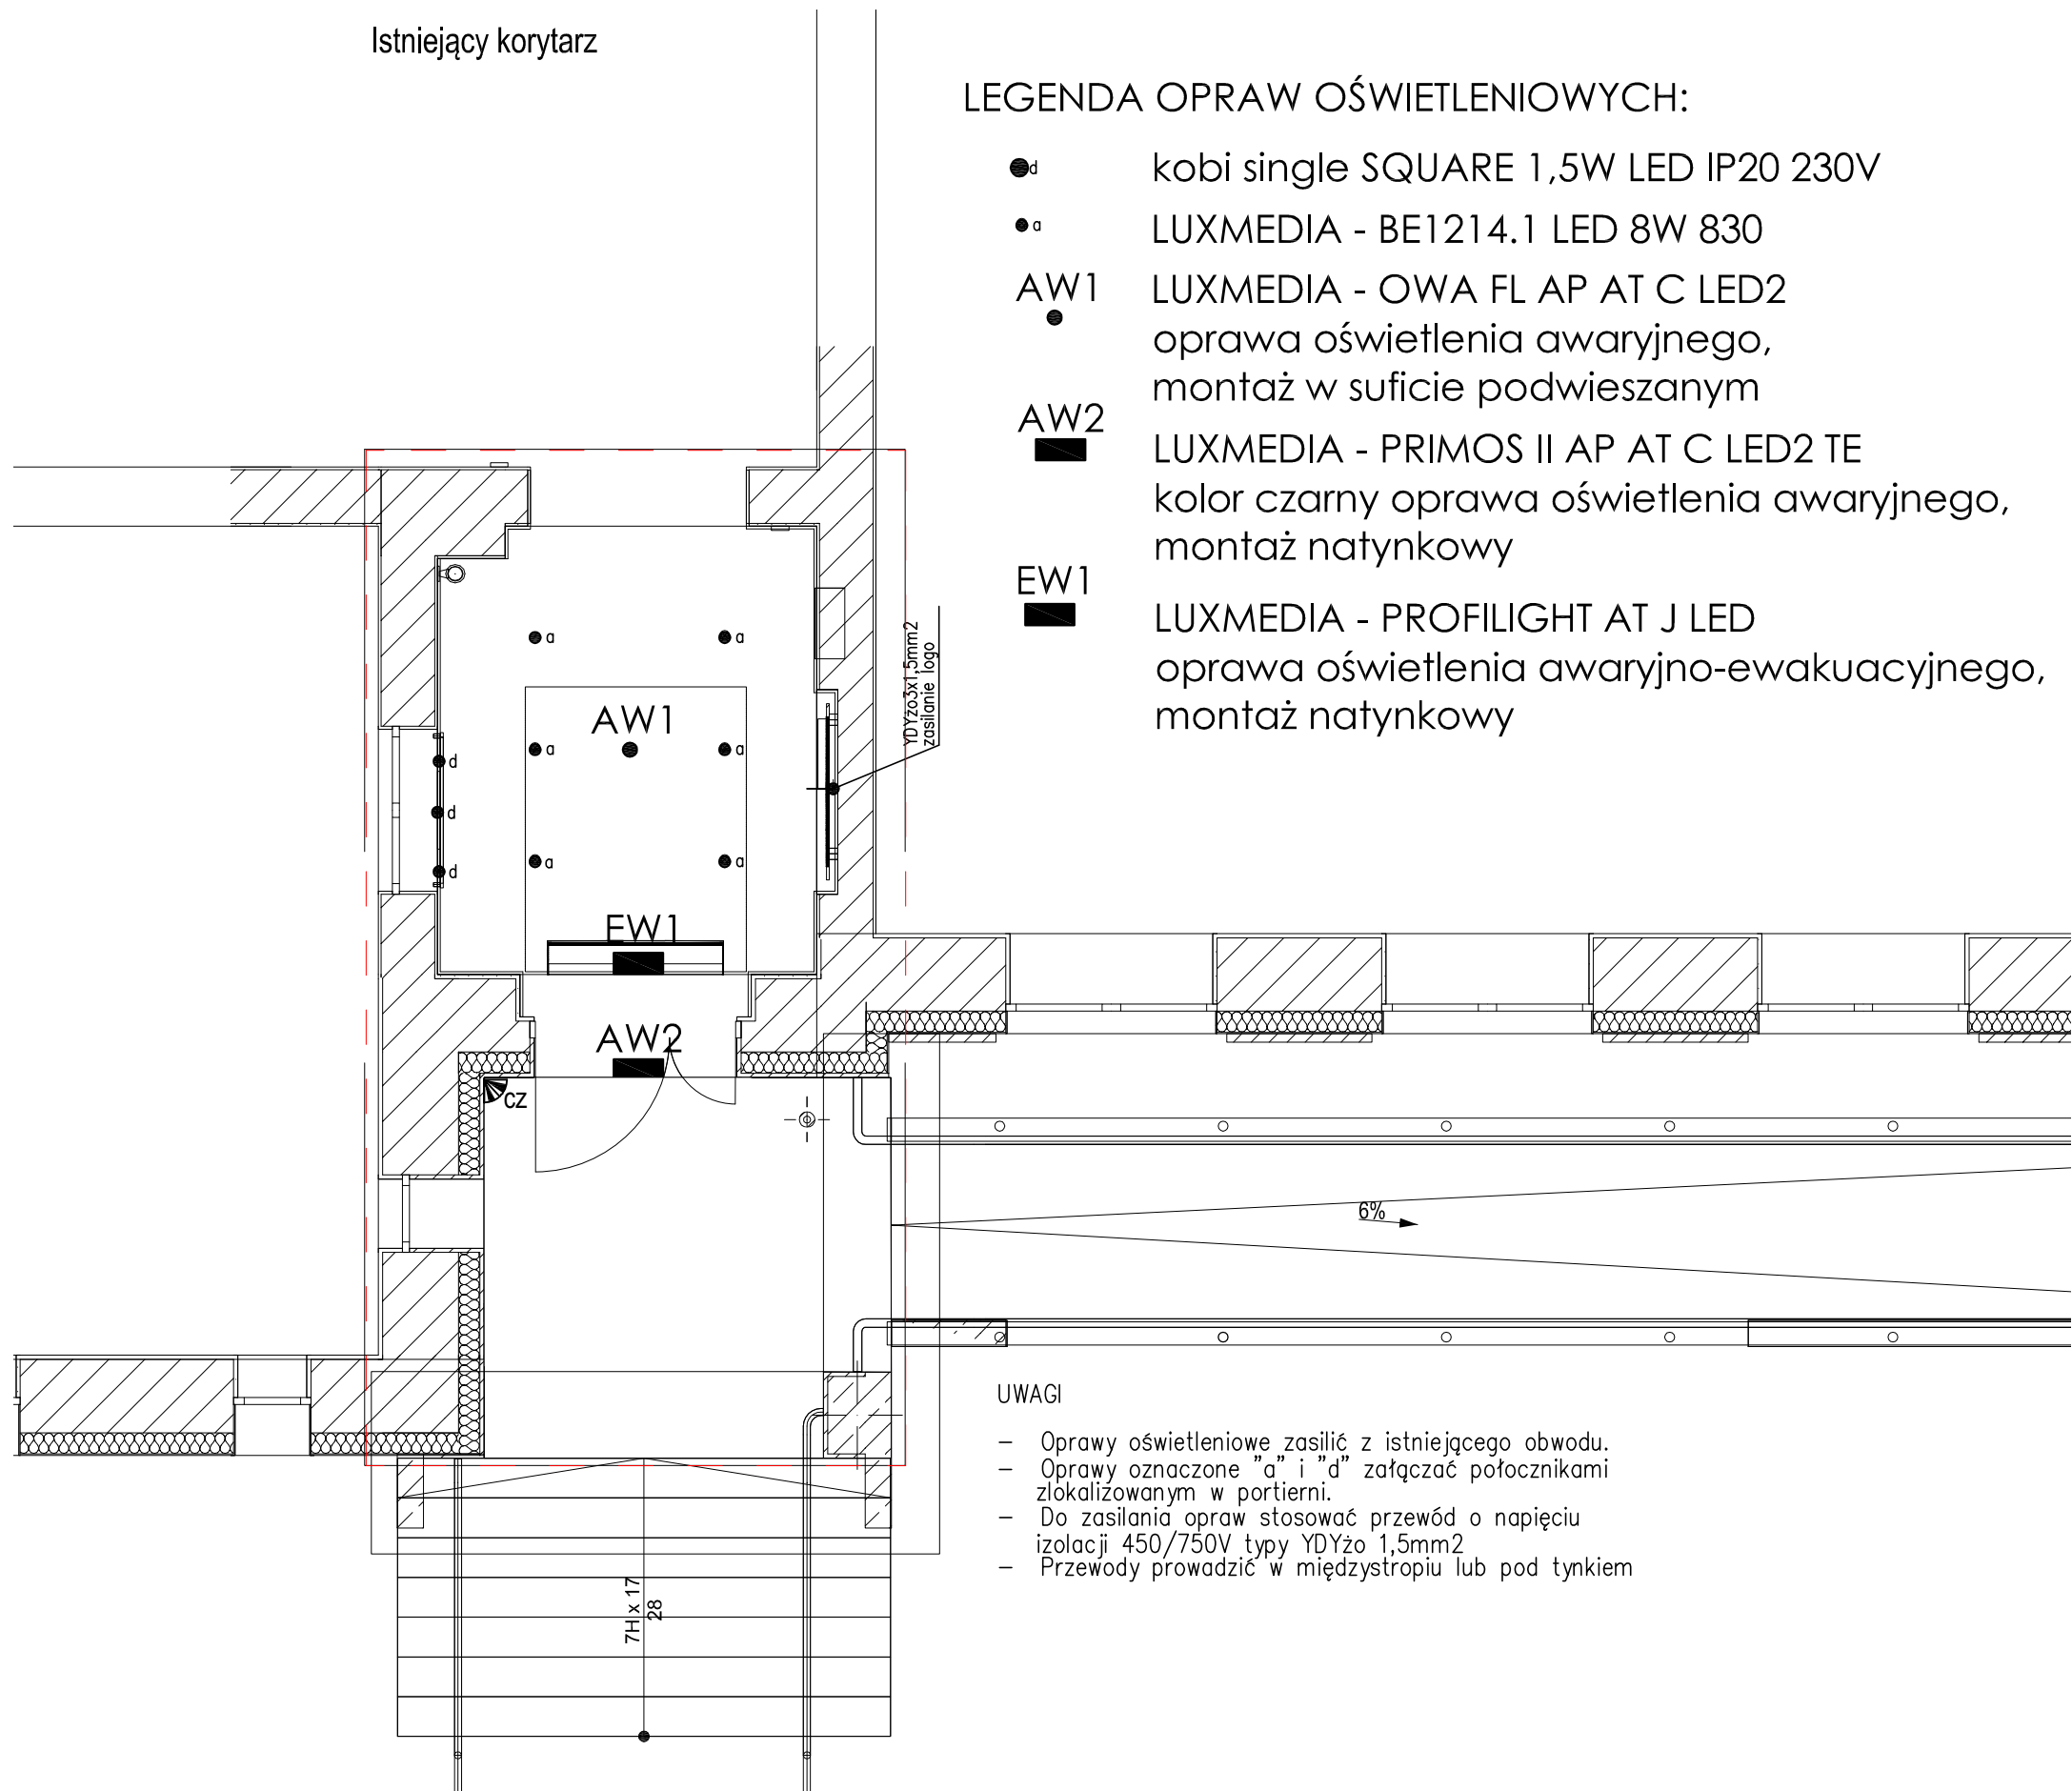 Istniejący korytarz
LEGENDA OPRAW OŚWIETLENIOWYCH:
d kobi single SQUARE 1,5W LED IP20 230V
a LUXMEDIA - BE1214.1 LED 8W 830
AW1 LUXMEDIA - OWA FL AP AT C LED2
oprawa oświetlenia awaryjnego,
montaż w suficie podwieszanym
AW2
LUXMEDIA - PRIMOS II AP AT C LED2 TE
kolor czarny oprawa oświetlenia awaryjnego,
montaż natynkowy
EW1
LUXMEDIA - PROFILIGHT AT J LED
oprawa oświetlenia awaryjno-ewakuacyjnego,
montaż natynkowy
a a
YDYżo3x1,5mm2
zasilanie logo
AW1
a a
d
d
a a
d
EW1
AW2
CZ
6%
UWAGI
– Oprawy oświetleniowe zasilić z istniejącego obwodu.
– Oprawy oznaczone "a" i "d" załączać połocznikami
zlokalizowanym w portierni.
– Do zasilania opraw stosować przewód o napięciu
izolacji 450/750V typy YDYżo 1,5mm2
– Przewody prowadzić w międzystropiu lub pod tynkiem
7H x 17
28